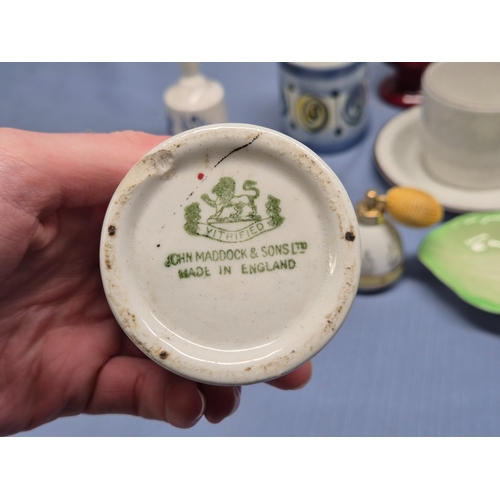 VITRIFIED
JOHN MADDOCK & SONS LTD
MADE IN ENGLAND